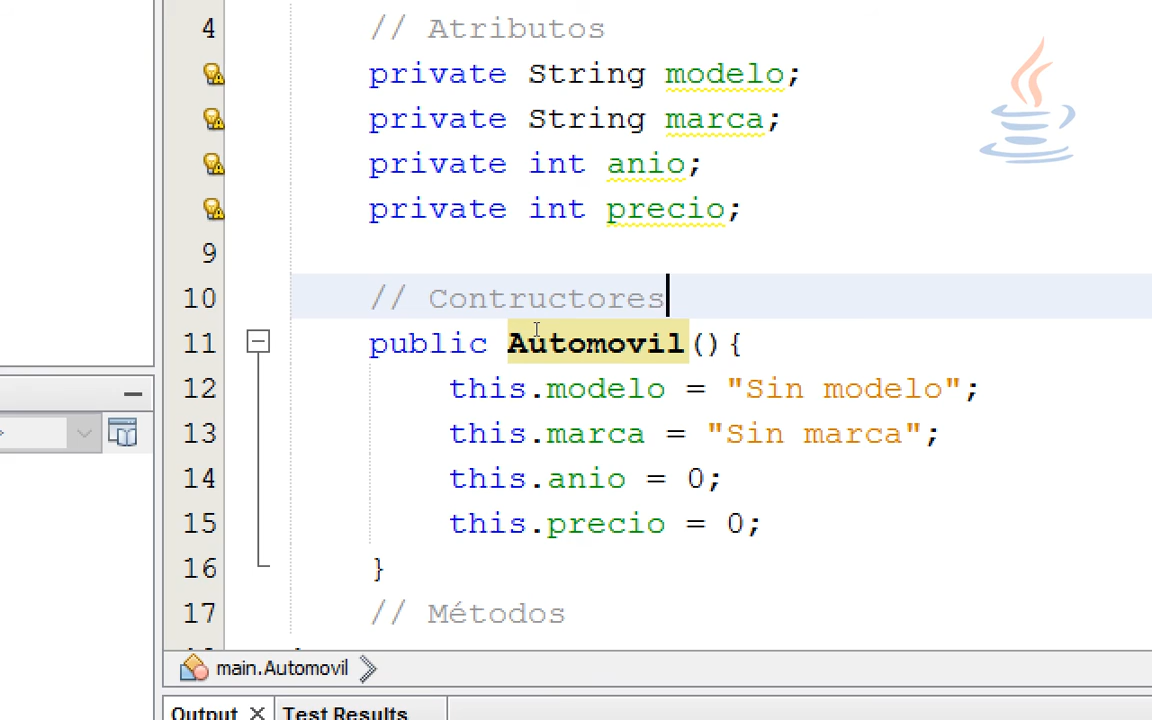 4 // Atributos
private String modelo;
private String marca;
private int anio;
private int precio;
9
10 // Contructores
11 public Automovil(){
12 this.modelo = "Sin modelo";
13 this.marca = "Sin marca";
14 this.anio = 0;
15 this.precio = 0;
16 }
17 // Métodos
main.Automovil
Output Test Results